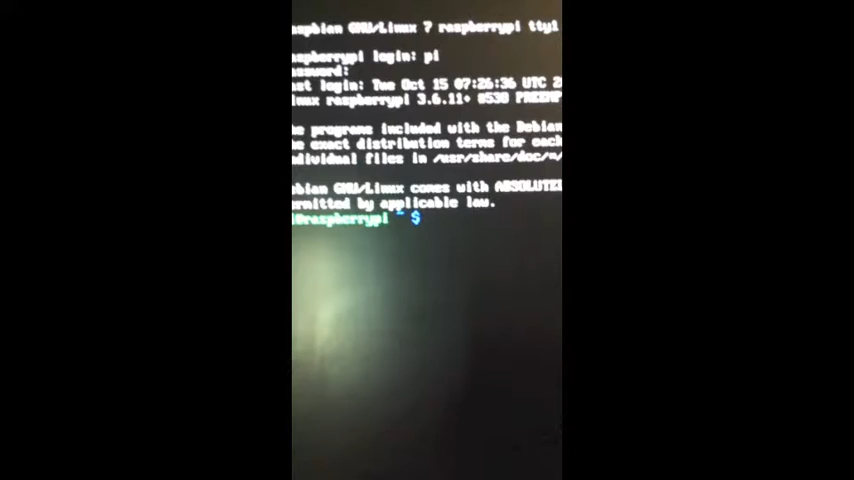 aspbian GNU/Linux 7 raspberrypi tty1
aspberrypi login: pi
assword:
ast login: Tue Oct 15 07:26:36 UTC 2
inux raspberrypi 3.6.11+ #538 PREEMP
he programs included with the Debian
he exact distribution terms for each
ndividual files in /usr/share/doc/*/
ebian GNU/Linux comes with ABSOLUTEL
ermitted by applicable law.
i@raspberrypi ~ $